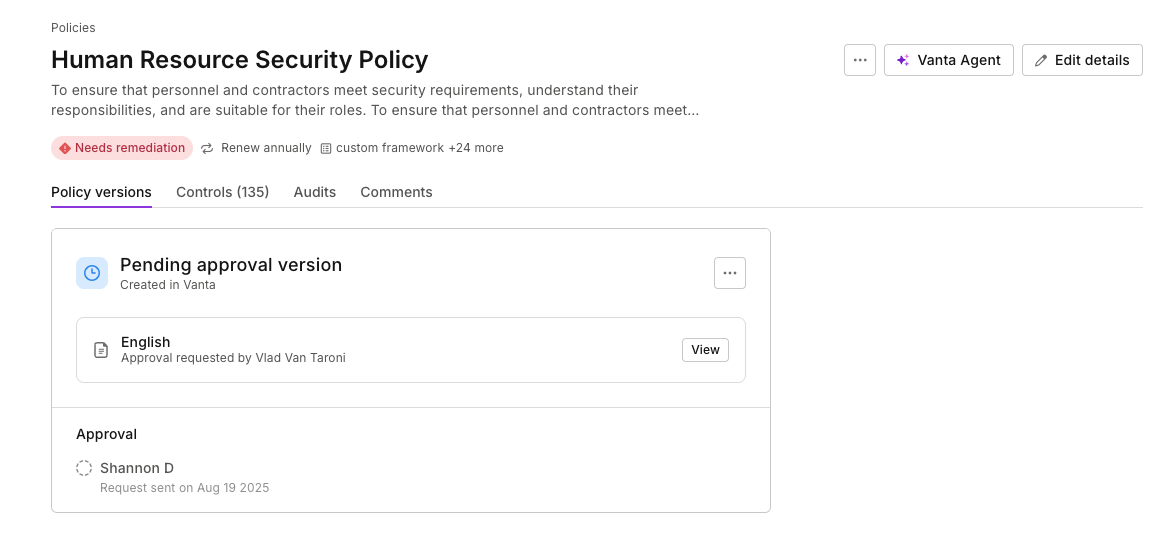 Policies
Human Resource Security Policy
... Vanta Agent Edit details
To ensure that personnel and contractors meet security requirements, understand their
responsibilities, and are suitable for their roles. To ensure that personnel and contractors meet...
Needs remediation Renew annually custom framework +24 more
Policy versions Controls (135) Audits Comments
Pending approval version
Created in Vanta
...
English
Approval requested by Vlad Van Taroni
View
Approval
Shannon D
Request sent on Aug 19 2025